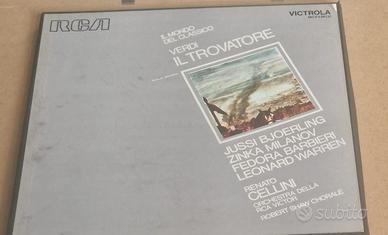 RCA
IL MONDO
DEL CLASSICO
VICTROLA
VERDI
IL TROVATORE
JUSSI BJOERLING
ZINKA MILANOV
FEDORA BARBIERI
LEONARD WARREN
RENATO
CELLINI
ORCHESTRA DELLA
RCA VICTOR
ROBERT SHAW CHORALE
subito